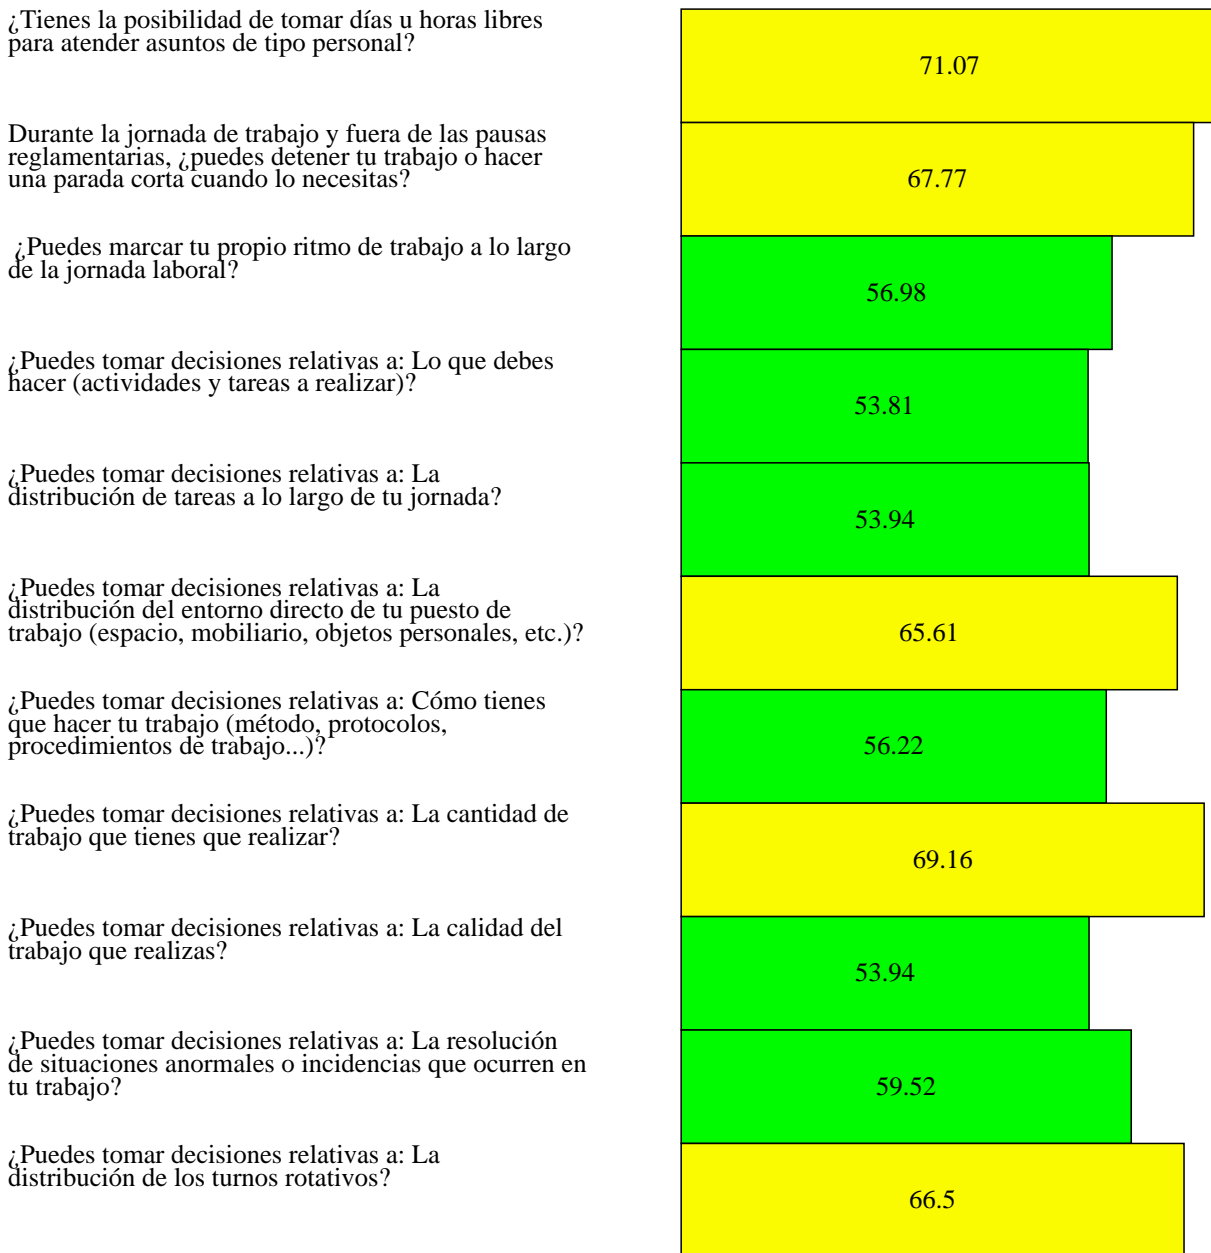 ¿Tienes la posibilidad de tomar días u horas libres
para atender asuntos de tipo personal?
71.07
Durante la jornada de trabajo y fuera de las pausas
reglamentarias, ¿puedes detener tu trabajo o hacer
una parada corta cuando lo necesitas?
67.77
¿Puedes marcar tu propio ritmo de trabajo a lo largo
de la jornada laboral?
56.98
¿Puedes tomar decisiones relativas a: Lo que debes
hacer (actividades y tareas a realizar)?
53.81
¿Puedes tomar decisiones relativas a: La
distribución de tareas a lo largo de tu jornada?
53.94
¿Puedes tomar decisiones relativas a: La
distribución del entorno directo de tu puesto de
trabajo (espacio, mobiliario, objetos personales, etc.)?
65.61
¿Puedes tomar decisiones relativas a: Cómo tienes
que hacer tu trabajo (método, protocolos,
procedimientos de trabajo...)?
56.22
¿Puedes tomar decisiones relativas a: La cantidad de
trabajo que tienes que realizar?
69.16
¿Puedes tomar decisiones relativas a: La calidad del
trabajo que realizas?
53.94
¿Puedes tomar decisiones relativas a: La resolución
de situaciones anormales o incidencias que ocurren en
tu trabajo?
59.52
¿Puedes tomar decisiones relativas a: La
distribución de los turnos rotativos?
66.5